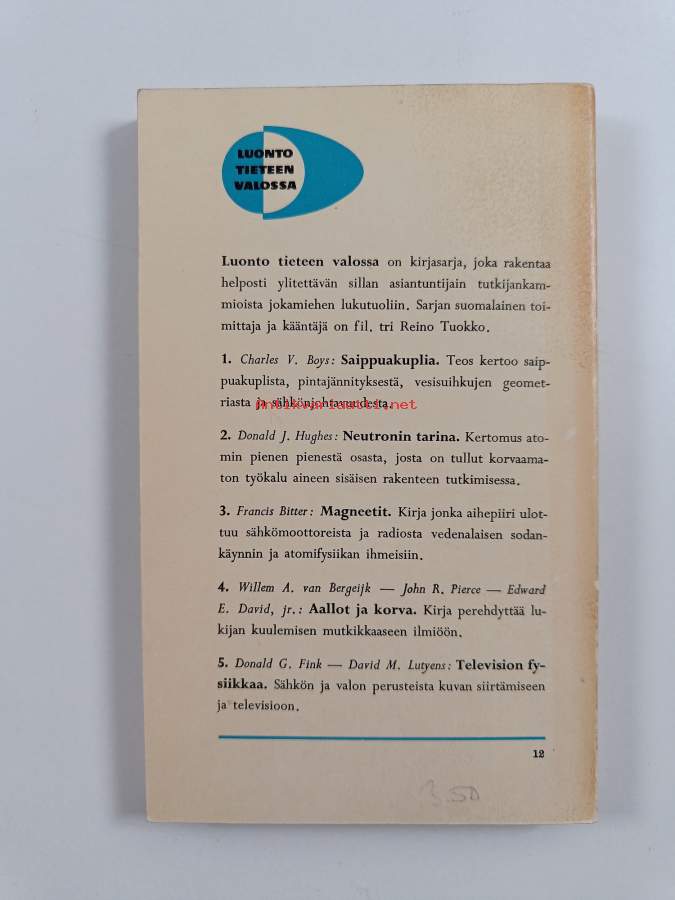 LUONTO
TIETEEN
VALOSSA
Luonto tieteen valossa on kirjasarja, joka rakentaa
helposti ylitettävän sillan asiantuntijain tutkijankam-
mioista jokamiehen lukutuoliin. Sarjan suomalainen toi-
mittaja ja kääntäjä on fil. tri Reino Tuokko.
1. Charles V. Boys: Saippuakuplia. Teos kertoo saip-
puakuplista, pintajännityksestä, vesisuihkujen geomet-
riasta ja sähkönjohtavuudesta.
antikvariaatti.net
2. Donald J. Hughes: Neutronin tarina. Kertomus ato-
min pienen pienestä osasta, josta on tullut korvaama-
ton työkalu aineen sisäisen rakenteen tutkimisessa.
3. Francis Bitter: Magneetit. Kirja jonka aihepiiri ulot-
tuu sähkömoottoreista ja radiosta vedenalaisen sodan-
käynnin ja atomifysiikan ihmeisiin.
4. Willem A. van Bergeijk — John R. Pierce — Edward
E. David, jr.: Aallot ja korva. Kirja perehdyttää lu-
kijan kuulemisen mutkikkaaseen ilmiöön.
5. Donald G. Fink — David M. Lutyens: Television fy-
siikkaa. Sähkön ja valon perusteista kuvan siirtämiseen
ja televisioon.
12
3.50